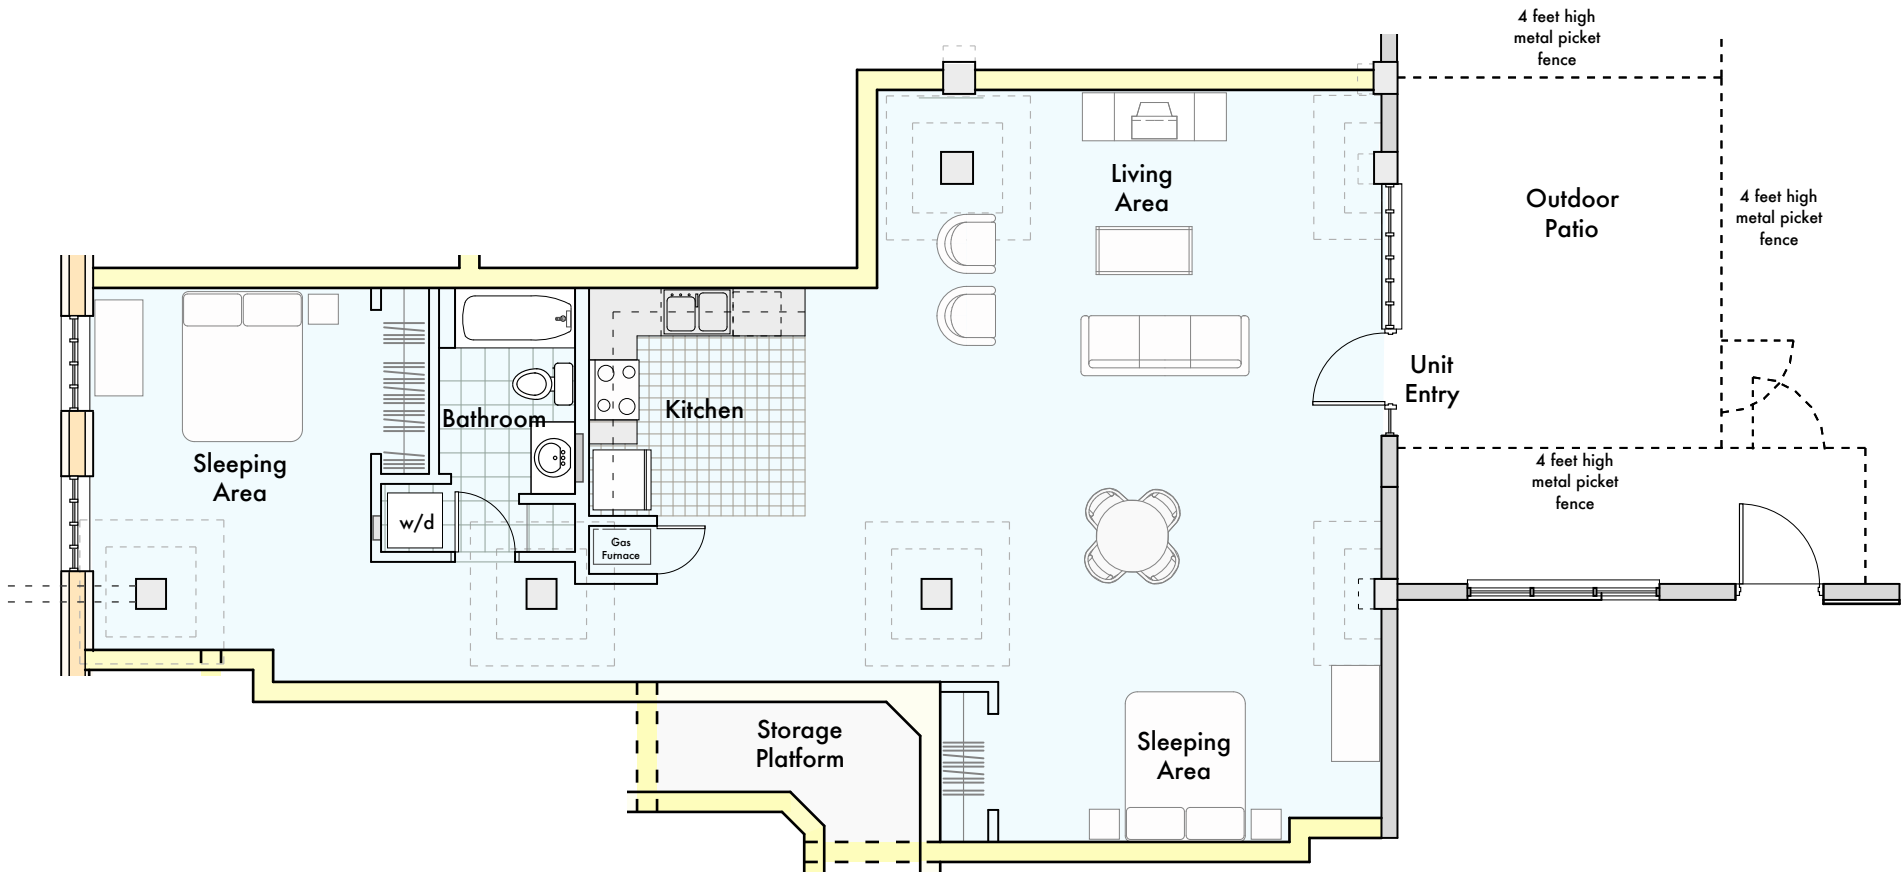 4 feet high
metal picket
fence
Living
Area
Outdoor
Patio
4 feet high
metal picket
fence
Unit
Entry
Bathroom
Kitchen
Sleeping
Area
4 feet high
metal picket
fence
w/d
Gas
Furnace
Storage
Platform
Sleeping
Area